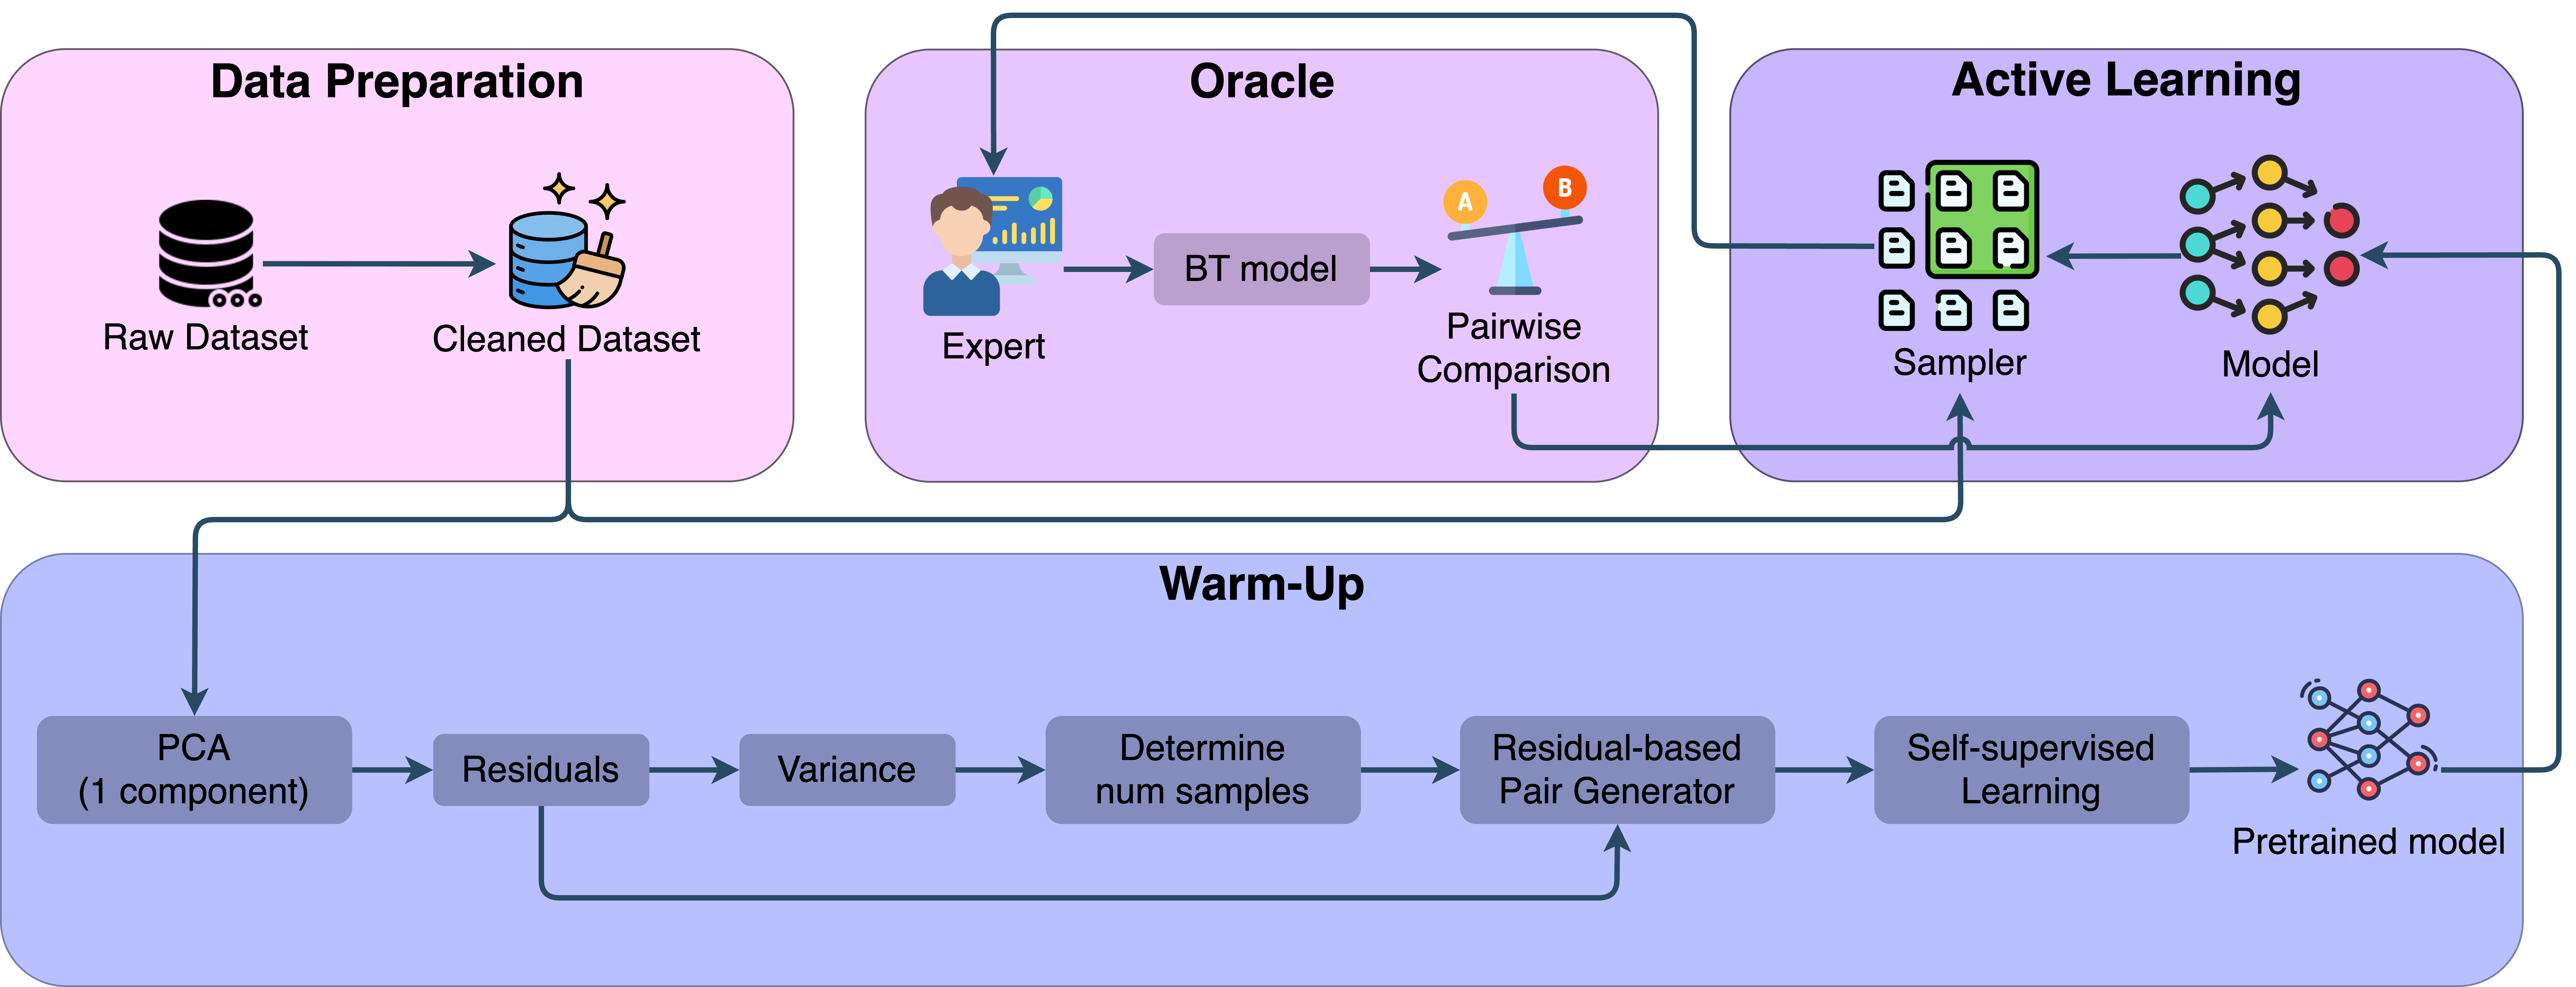 Data Preparation
Raw Dataset
Cleaned Dataset
Oracle
Expert
BT model
A
B
Pairwise
Comparison
Active Learning
Sampler
Model
Warm-Up
PCA
(1 component)
Residuals
Variance
Determine
num samples
Residual-based
Pair Generator
Self-supervised
Learning
Pretrained model